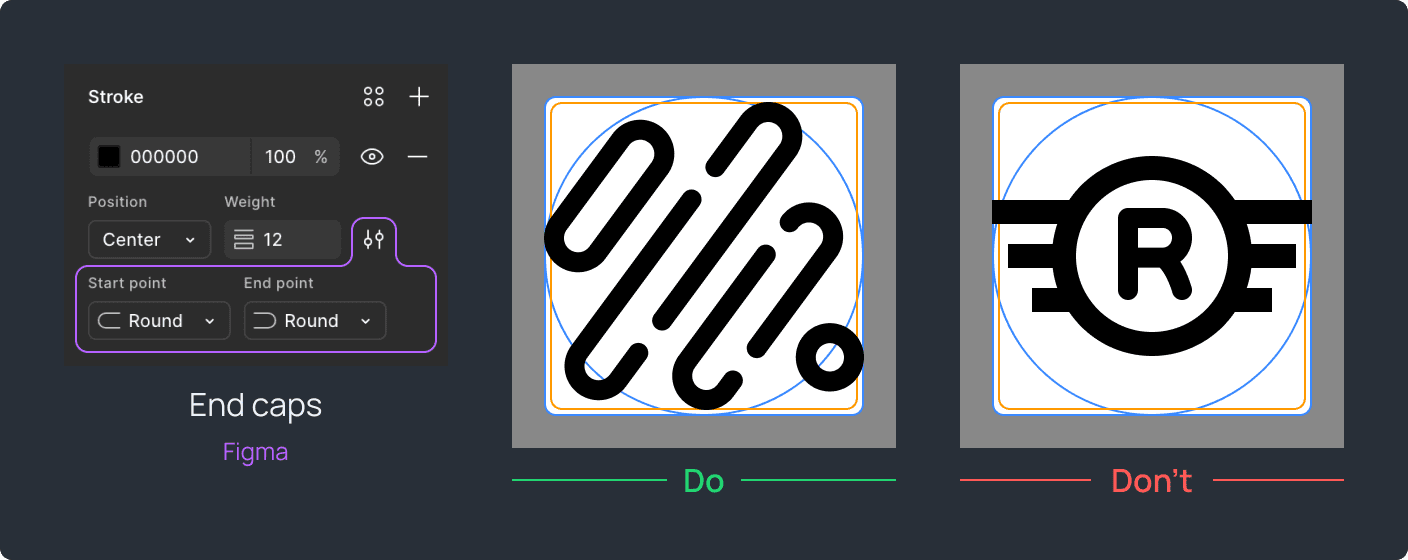 Stroke
000000 100 %
Position Weight
Center 12
Start point End point
Round Round
End caps
Figma
R
Do
Don't